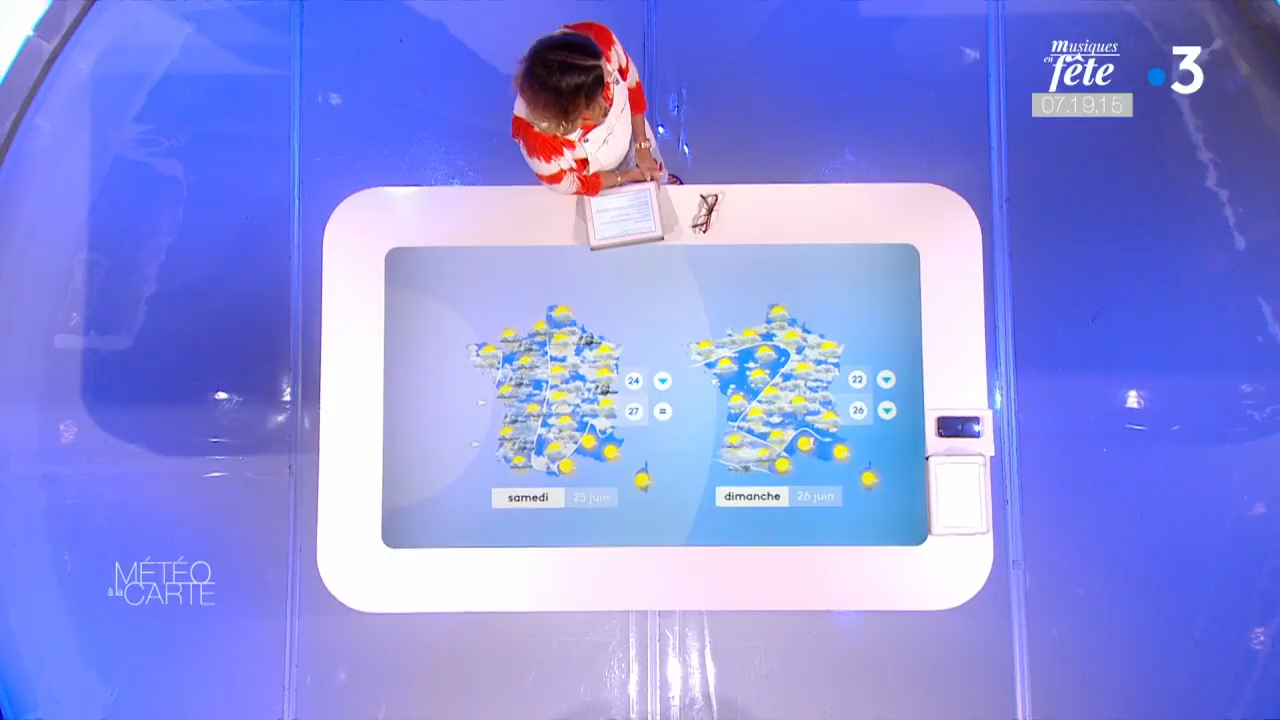 musiques
en fête
3
07.19.15
24
27
22
26
samedi 25 juin
dimanche 26 juin
MÉTÉO
à la CARTE